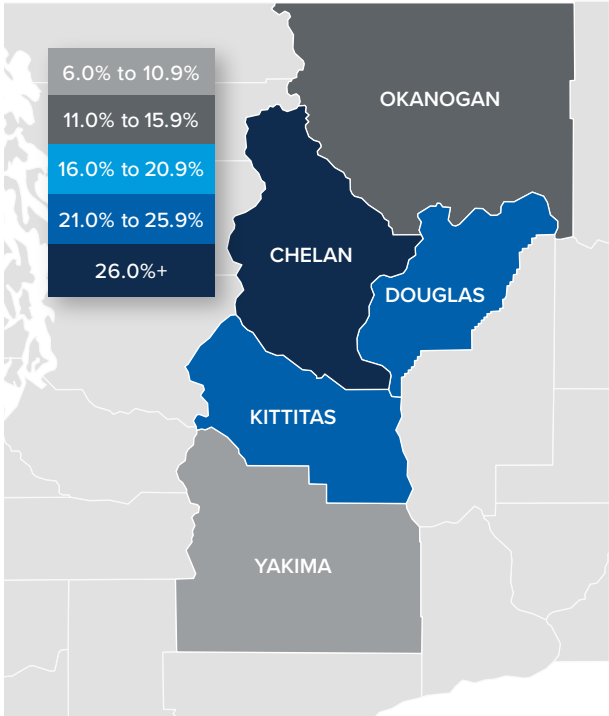 6.0% to 10.9%
11.0% to 15.9%
16.0% to 20.9%
21.0% to 25.9%
26.0%+
OKANOGAN
CHELAN
DOUGLAS
KITTITAS
YAKIMA